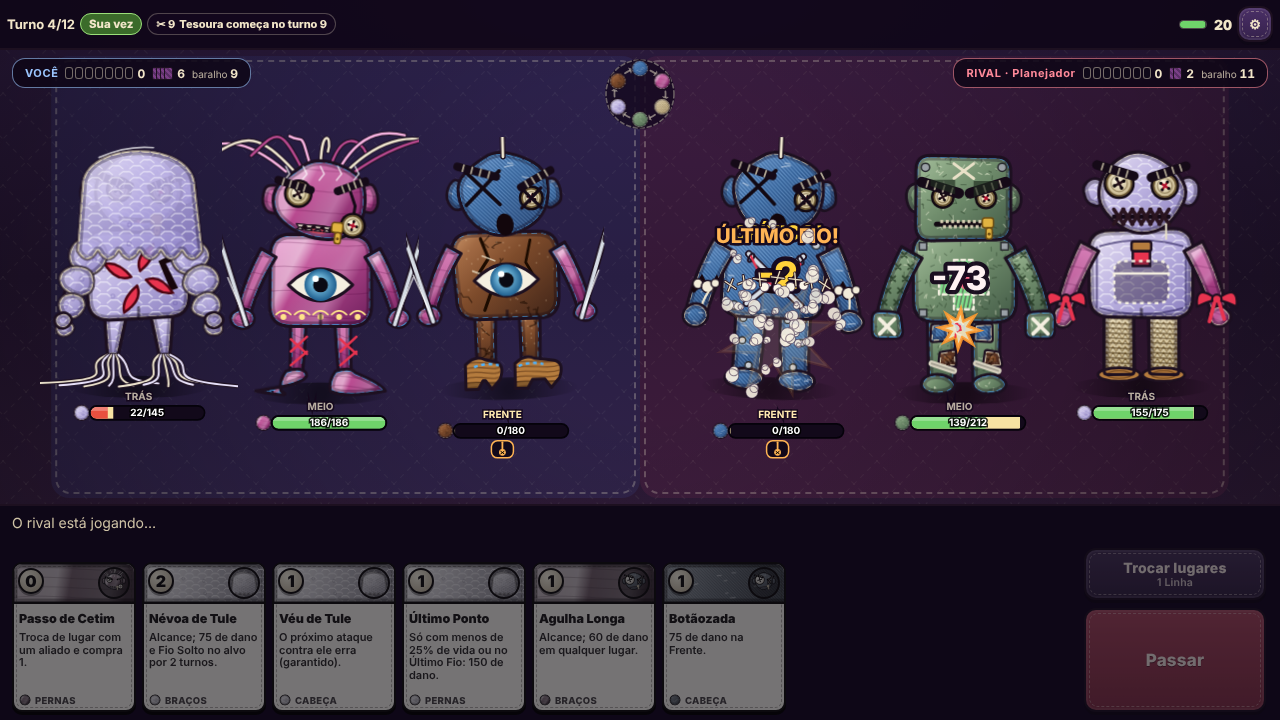 Turno 4/12
Sua vez
✂ 9 Tesoura começa no turno 9
20
VOCÊ 0 6 baralho 9
RIVAL · Planejador 0 2 baralho 11
ÚLTIMO
-73
TRÁS
22/145
MEIO
186/186
FRENTE
0/180
FRENTE
0/180
MEIO
139/212
TRÁS
155/175
O rival está jogando...
0
Passo de Cetim
Troca de lugar com
um aliado e compra
1.
PERNAS
2
Névoa de Tule
Alcance; 75 de dano
e Fio Solto no alvo
por 2 turnos.
BRAÇOS
1
Véu de Tule
O próximo ataque
contra ele erra
(garantido).
CABEÇA
1
Último Ponto
Só com menos de
25% de vida ou no
Último Fio: 150 de
dano.
PERNAS
1
Agulha Longa
Alcance; 60 de dano
em qualquer lugar.
BRAÇOS
1
Botãozada
75 de dano na
Frente.
CABEÇA
Trocar lugares
1 Linha
Passar